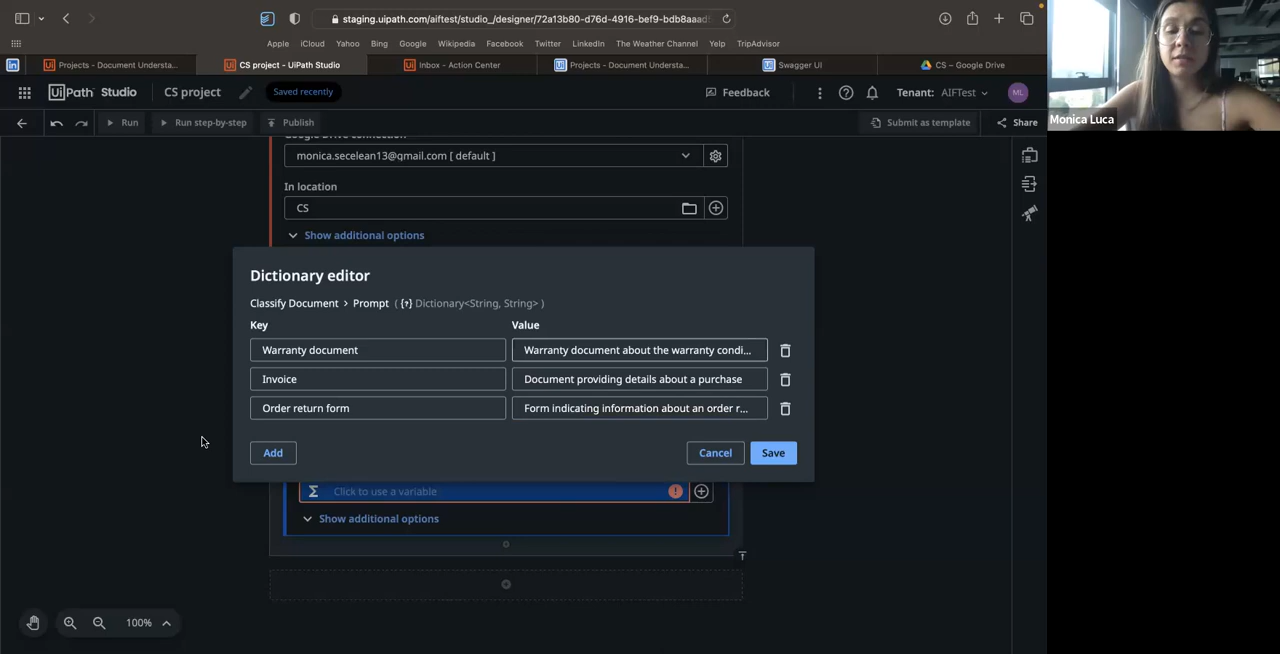 staging.uipath.com/aiftest/studio_/designer/72a13b80-d76d-4916-bef9-bdb8aaad
Apple iCloud Yahoo Bing Google Wikipedia Facebook Twitter LinkedIn The Weather Channel Yelp TripAdvisor
Projects - Document Understa... CS project - UiPath Studio Inbox - Action Center Projects - Document Understa... Swagger UI CS – Google Drive
UiPath Studio CS project Saved recently Feedback Tenant: AIFTest ML
Monica Luca
Run Run step-by-step Publish Submit as template Share
Google Drive connection
monica.secelean13@gmail.com [ default ]
In location
CS
Show additional options
Dictionary editor
Classify Document > Prompt ( {?} Dictionary<String, String> )
Key Value
Warranty document Warranty document about the warranty condi...
Invoice Document providing details about a purchase
Order return form Form indicating information about an order r...
Add Cancel Save
Click to use a variable
Show additional options
100%